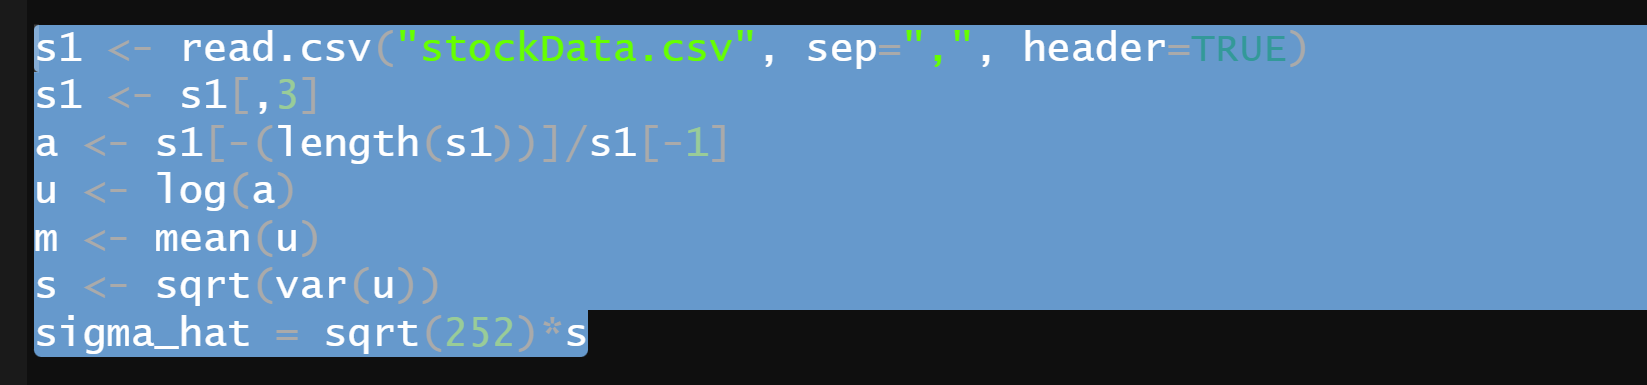 s1 <- read.csv("stockData.csv", sep=",", header=TRUE)
s1 <- s1[,3]
a <- s1[-(length(s1))]/s1[-1]
u <- log(a)
m <- mean(u)
s <- sqrt(var(u))
sigma_hat = sqrt(252)*s